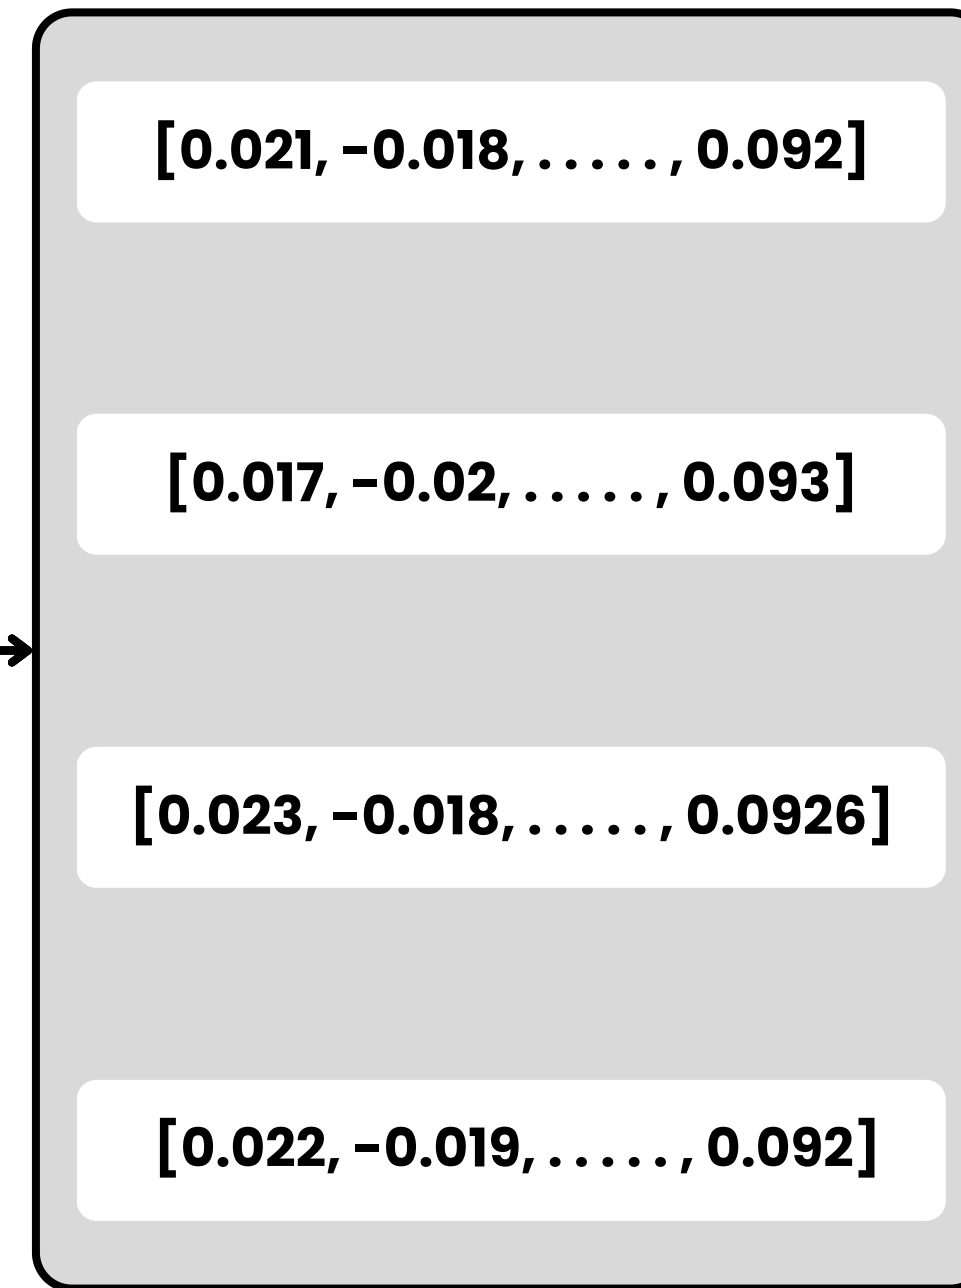 [0.021, -0.018, . . . . . , 0.092]
[0.017, -0.02, . . . . . , 0.093]
[0.023, -0.018, . . . . . , 0.0926]
[0.022, -0.019, . . . . . , 0.092]